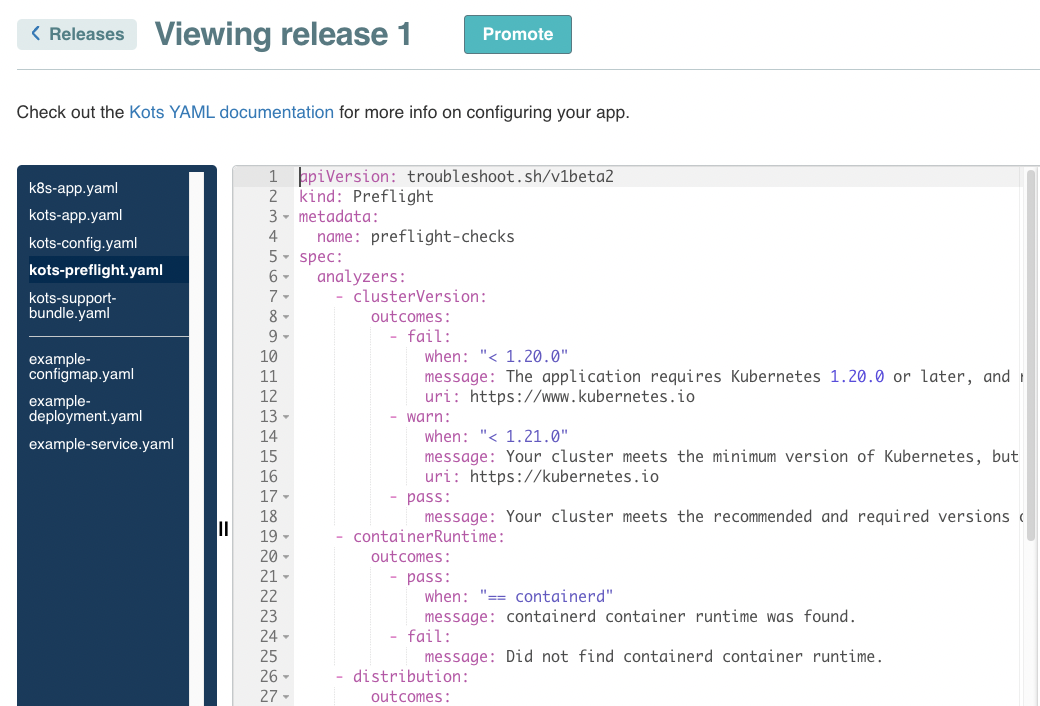 Releases
Viewing release 1
Promote
Check out the Kots YAML documentation for more info on configuring your app.
k8s-app.yaml
kots-app.yaml
kots-config.yaml
kots-preflight.yaml
kots-support-
bundle.yaml
example-
configmap.yaml
example-
deployment.yaml
example-service.yaml
1 apiVersion: troubleshoot.sh/v1beta2
2 kind: Preflight
3 metadata:
4 name: preflight-checks
5 spec:
6 analyzers:
7 - clusterVersion:
8 outcomes:
9 - fail:
10 when: "< 1.20.0"
11 message: The application requires Kubernetes 1.20.0 or later, and
12 uri: https://www.kubernetes.io
13 - warn:
14 when: "< 1.21.0"
15 message: Your cluster meets the minimum version of Kubernetes, but
16 uri: https://kubernetes.io
17 - pass:
18 message: Your cluster meets the recommended and required versions
19 - containerRuntime:
20 outcomes:
21 - pass:
22 when: "== containerd"
23 message: containerd container runtime was found.
24 - fail:
25 message: Did not find containerd container runtime.
26 - distribution:
27 outcomes: